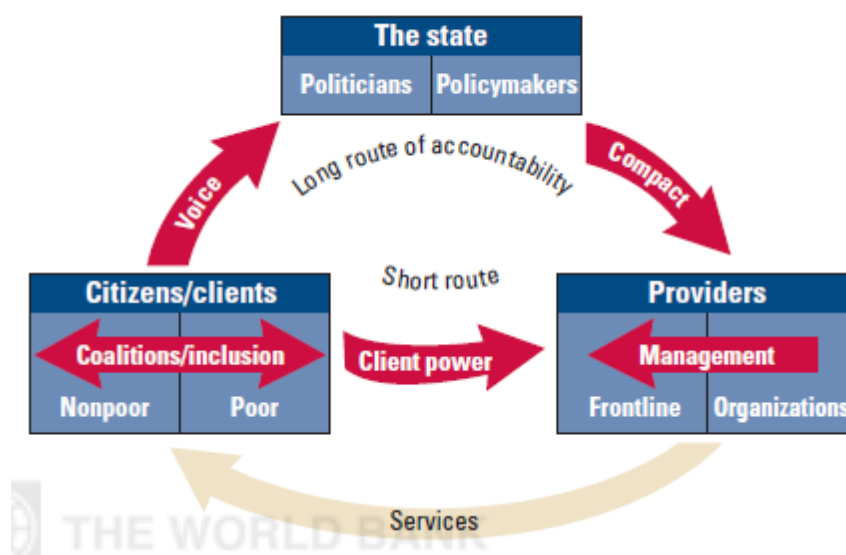 The state
Politicians
Policymakers
Long route of accountability
Voice
Compact
Short route
Citizens/clients
Providers
Coalitions/inclusion
Client power
Management
Nonpoor
Poor
Frontline
Organizations
Services
THE WORLD BANK